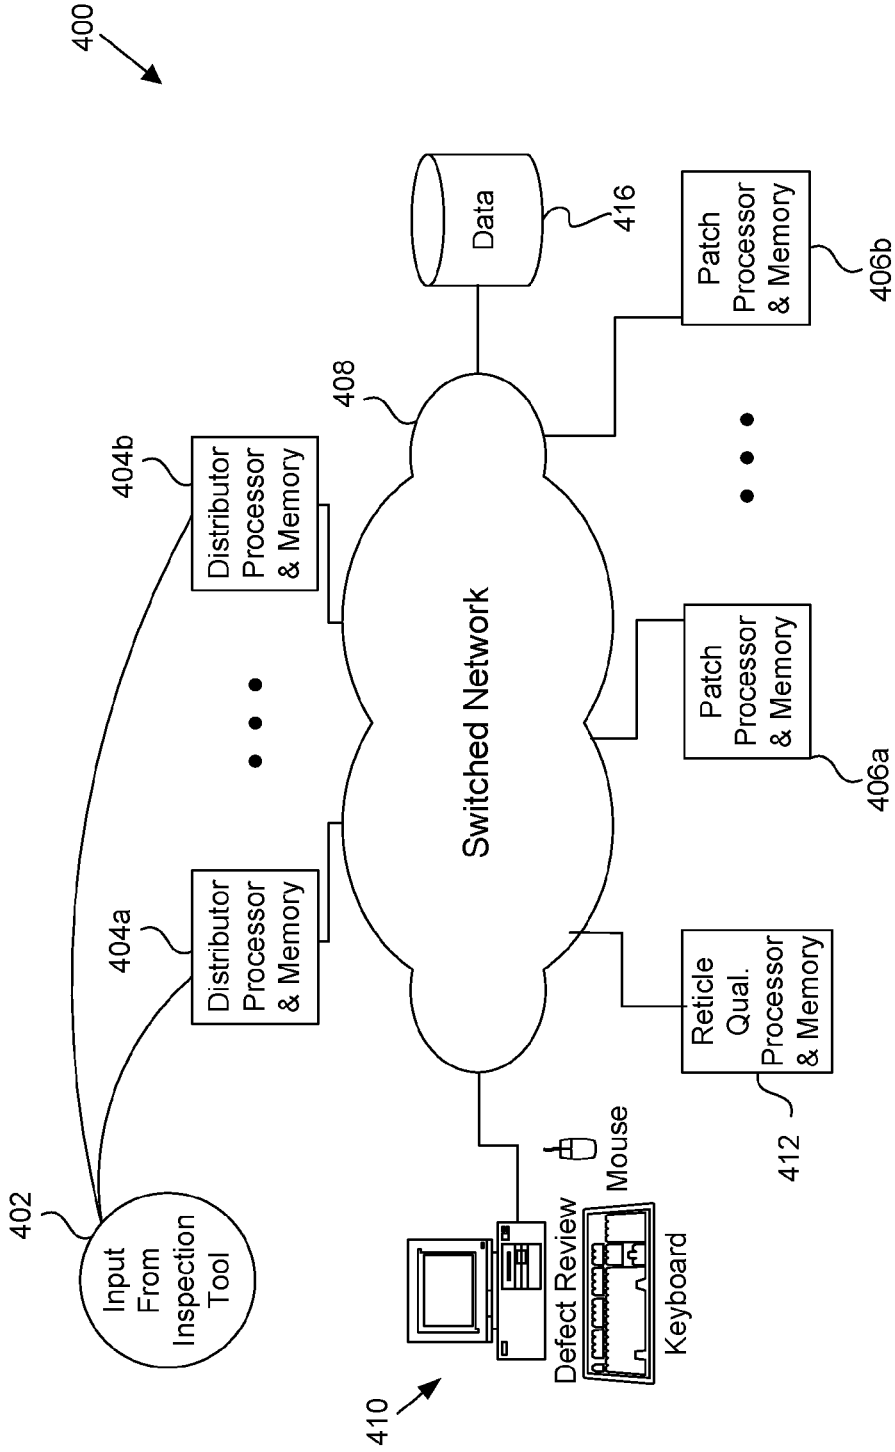 400
402
Input
From
Inspection
Tool
404a
Distributor
Processor
& Memory
404b
Distributor
Processor
& Memory
408
Switched Network
Data
416
410
Defect Review
Mouse
Keyboard
Reticle
Qual.
Processor
& Memory
412
Patch
Processor
& Memory
406a
Patch
Processor
& Memory
406b